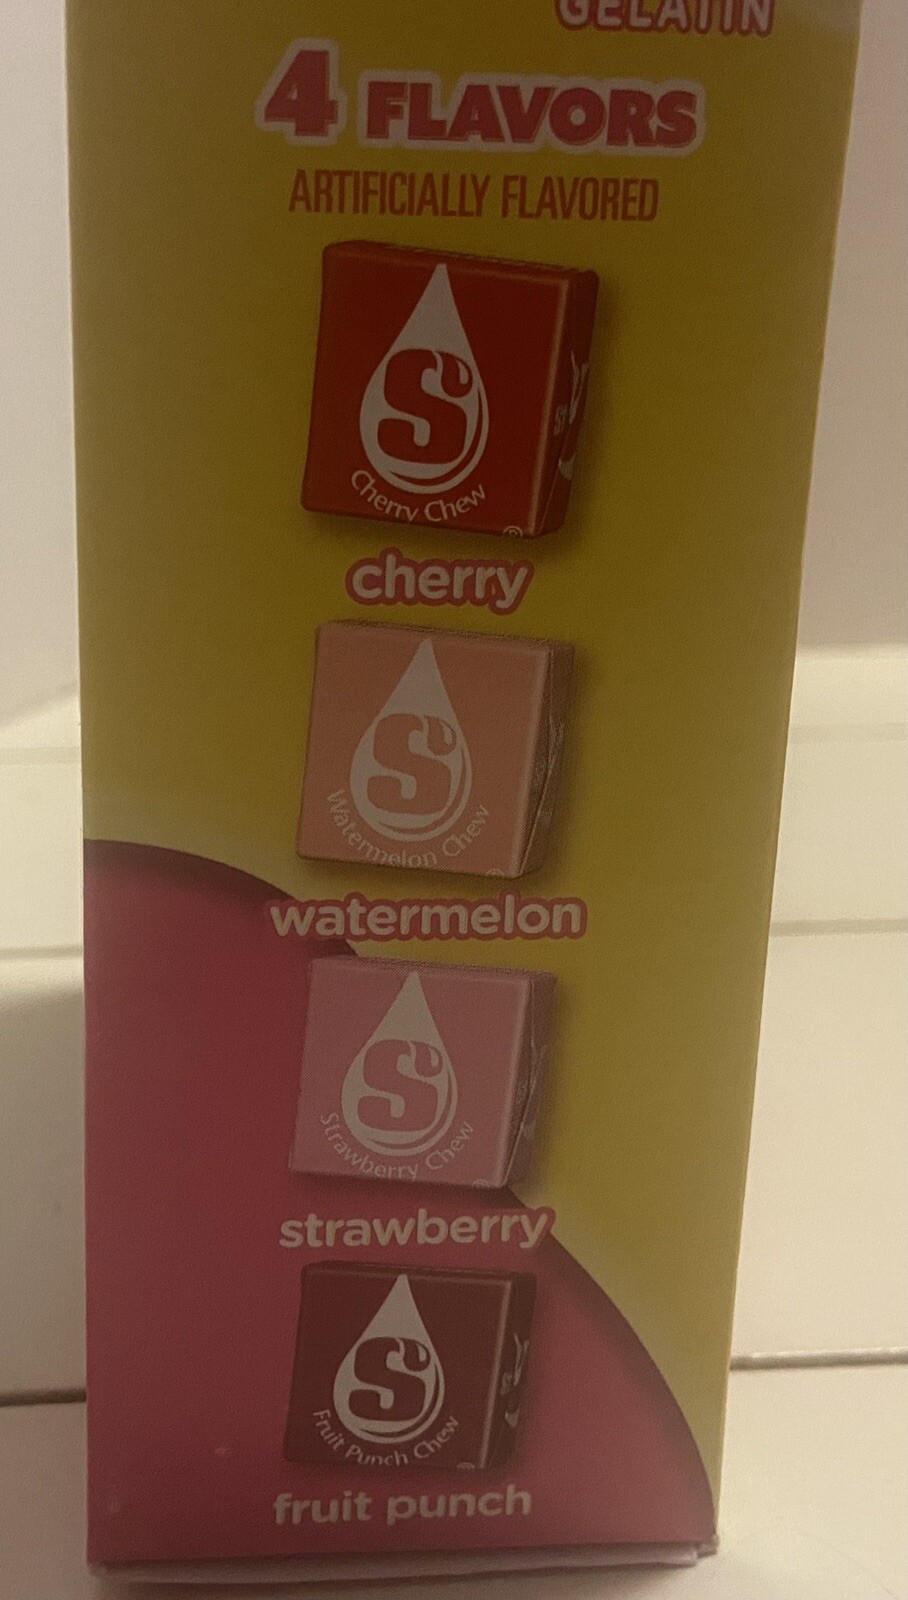 GELATIN
4 FLAVORS
ARTIFICIALLY FLAVORED
S
Cherry Chew
®
cherry
S
Watermelon Chew
®
watermelon
S
Strawberry Chew
®
strawberry
S
Fruit Punch Chew
®
fruit punch